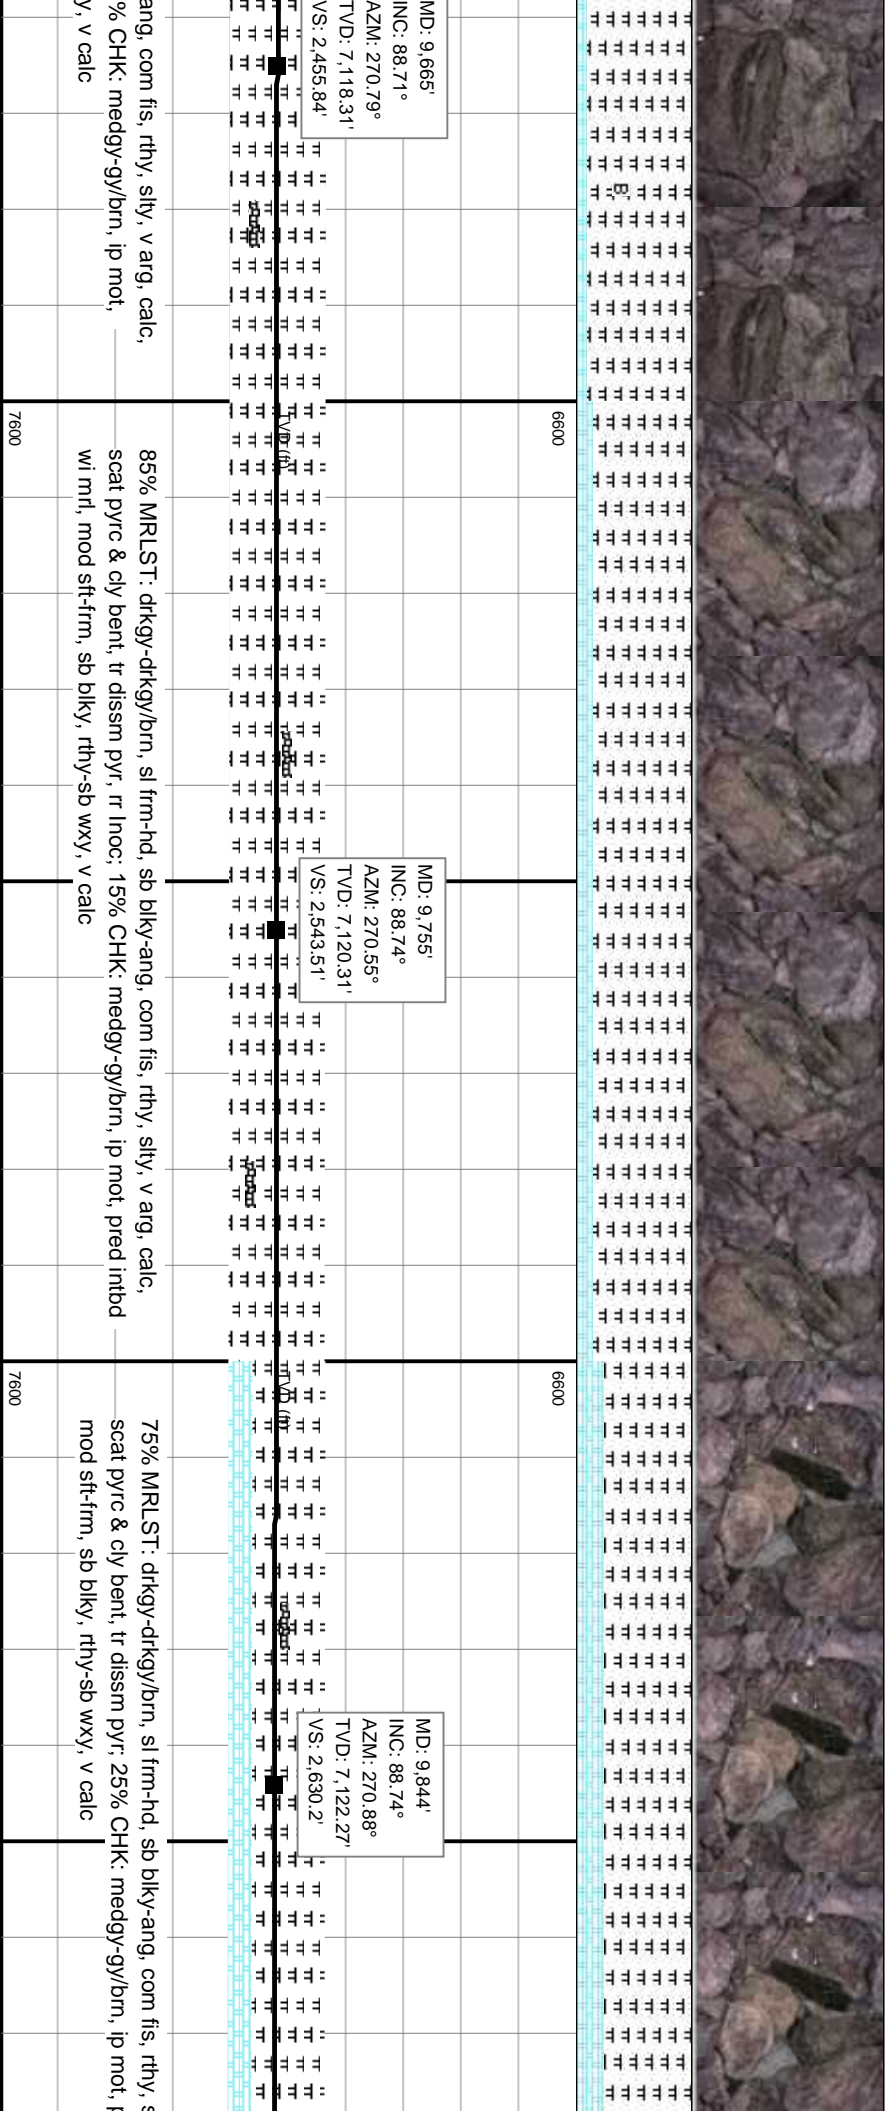 ang, com fis, rthy, slty, v arg, calc,
% CHK: medgy-gy/brn, ip mot,
y, v calc
MD: 9,665'
INC: 88.71°
AZM: 270.79°
TVD: 7,118.31'
VS: 2,455.84'
B'
6600
TVD (ft)
7600
85% MRLST: drkgy-drkgy/brn, sl frm-hd, sb blky-ang, com fis, rthy, slty, v arg, calc,
scat pyrc & cly bent, tr dissm pyr, rr Inoc; 15% CHK: medgy-gy/brn, ip mot, pred intbd
wi mrl, mod sft-frm, sb blky, rthy-sb wxy, v calc
MD: 9,755'
INC: 88.74°
AZM: 270.55°
TVD: 7,120.31'
VS: 2,543.51'
6600
TVD (ft)
7600
75% MRLST: drkgy-drkgy/brn, sl frm-hd, sb blky-ang, com fis, rthy, s
scat pyrc & cly bent, tr dissm pyr; 25% CHK: medgy-gy/brn, ip mot, p
mod sft-frm, sb blky, rthy-sb wxy, v calc
MD: 9,844'
INC: 88.74°
AZM: 270.88°
TVD: 7,122.27'
VS: 2,630.2'